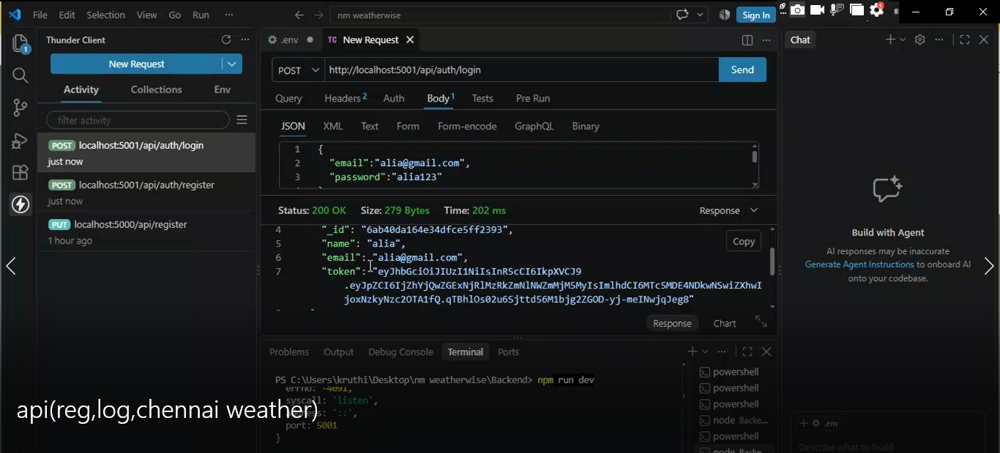 File Edit Selection View Go Run ···
nm weatherwise
Sign In
5
Thunder Client
1
New Request
Activity Collections Env
filter activity
POST localhost:5001/api/auth/login
just now
POST localhost:5001/api/auth/register
just now
PUT localhost:5000/api/register
1 hour ago
.env
TC New Request
POST http://localhost:5001/api/auth/login Send
Query Headers 2 Auth Body 1 Tests Pre Run
JSON XML Text Form Form-encode GraphQL Binary
1 {
2 "email":"alia@gmail.com",
3 "password":"alia123"
Status: 200 OK Size: 279 Bytes Time: 202 ms Response
4 "_id": "6ab40da164e34dfce5ff2393",
5 "name": "alia",
Copy
6 "email": "alia@gmail.com",
7 "token": "eyJhbGciOiJIUzI1NiIsInR5cCI6IkpXVCJ9
.eyJpZCI6IjZhYjQwZGExNjRlMzRkZmNlNWZmMjM5MyIsImlhdCI6MTc5MDE4NDkwNSwiZXhwI
joxNzkyNzc2OTA1fQ.qTBhlOs02u6Sjttd56M1bjg2ZGOD-yj-meINwjqJeg8"
Response Chart
Problems Output Debug Console Terminal Ports
PS C:\Users\kruthi\Desktop\nm weatherwise\Backend> npm run dev
errno: -4091,
syscall: 'listen',
address: '::',
port: 5001
}
powershell
powershell
powershell
node Backe...
powershell
node Backe...
Chat
Build with Agent
AI responses may be inaccurate
Generate Agent Instructions to onboard AI
onto your codebase.
.env
Describe what to build
api(reg,log,chennai weather)